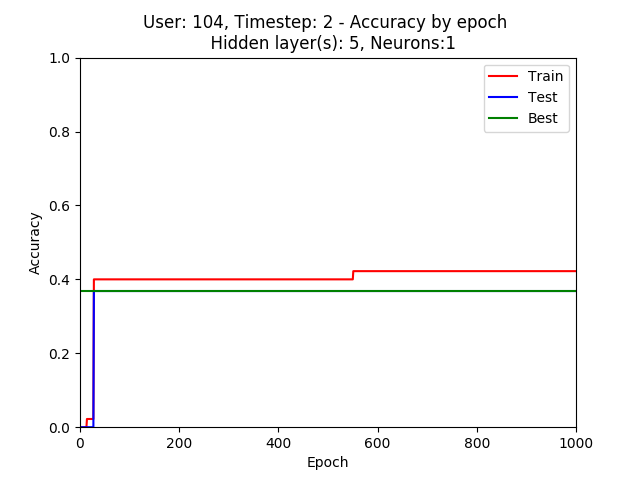 User: 104, Timestep: 2 - Accuracy by epoch
Hidden layer(s): 5, Neurons:1
1.0
0.8
0.6
0.4
0.2
0.0
Accuracy
Train
Test
Best
0 200 400 600 800 1000
Epoch